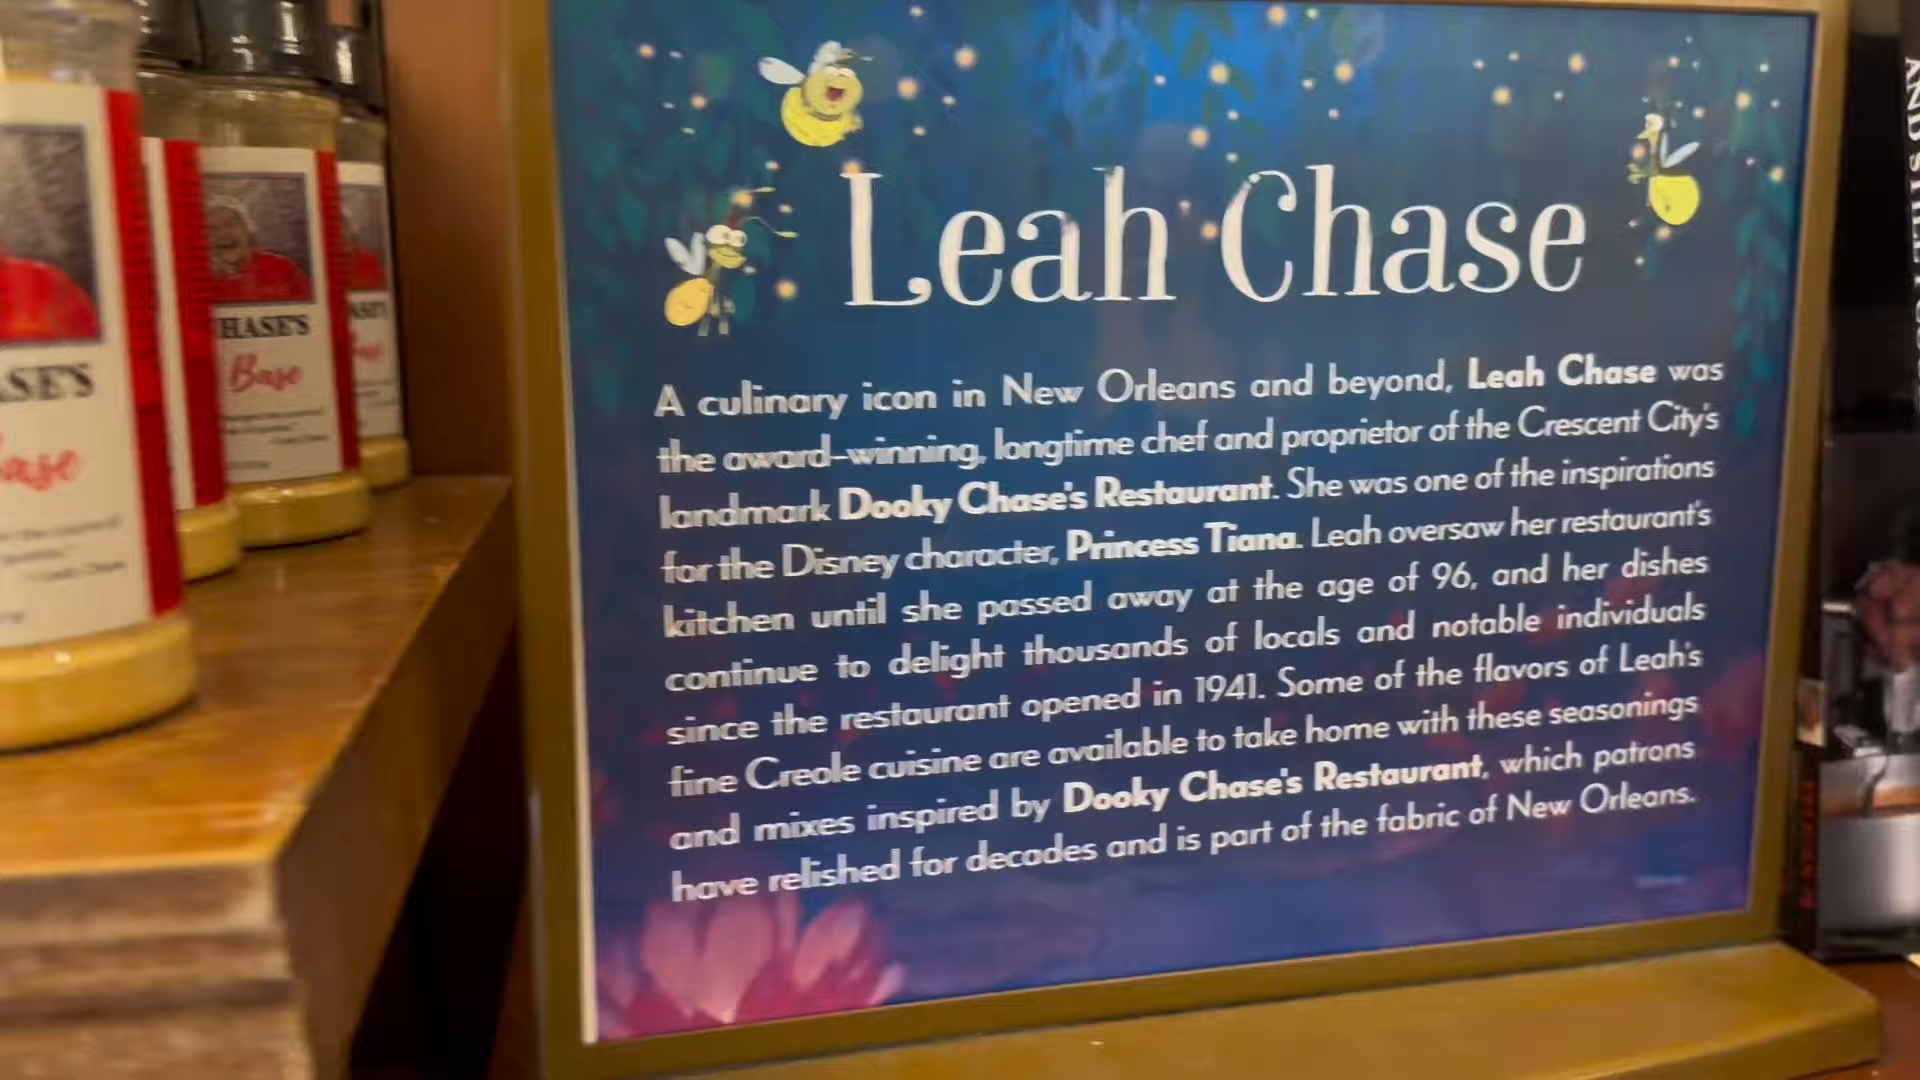 Leah Chase
A culinary icon in New Orleans and beyond, Leah Chase was
the award-winning, longtime chef and proprietor of the Crescent City's
landmark Dooky Chase's Restaurant. She was one of the inspirations
for the Disney character, Princess Tiana. Leah oversaw her restaurant's
kitchen until she passed away at the age of 96, and her dishes
continue to delight thousands of locals and notable individuals
since the restaurant opened in 1941. Some of the flavors of Leah's
fine Creole cuisine are available to take home with these seasonings
and mixes inspired by Dooky Chase's Restaurant, which patrons
have relished for decades and is part of the fabric of New Orleans.
ASE'S
ase
HASE'S
Base
AND